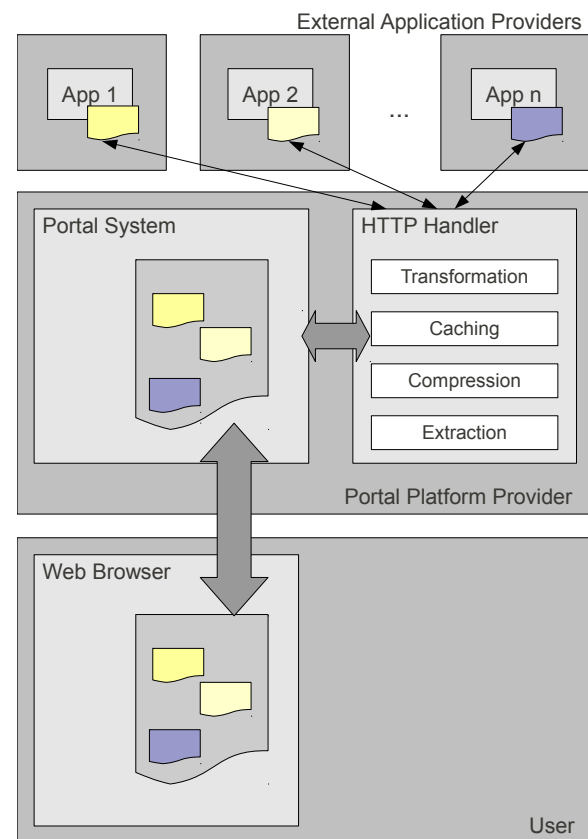 External Application Providers
App 1
App 2
...
App n
Portal System
HTTP Handler
Transformation
Caching
Compression
Extraction
Portal Platform Provider
Web Browser
User